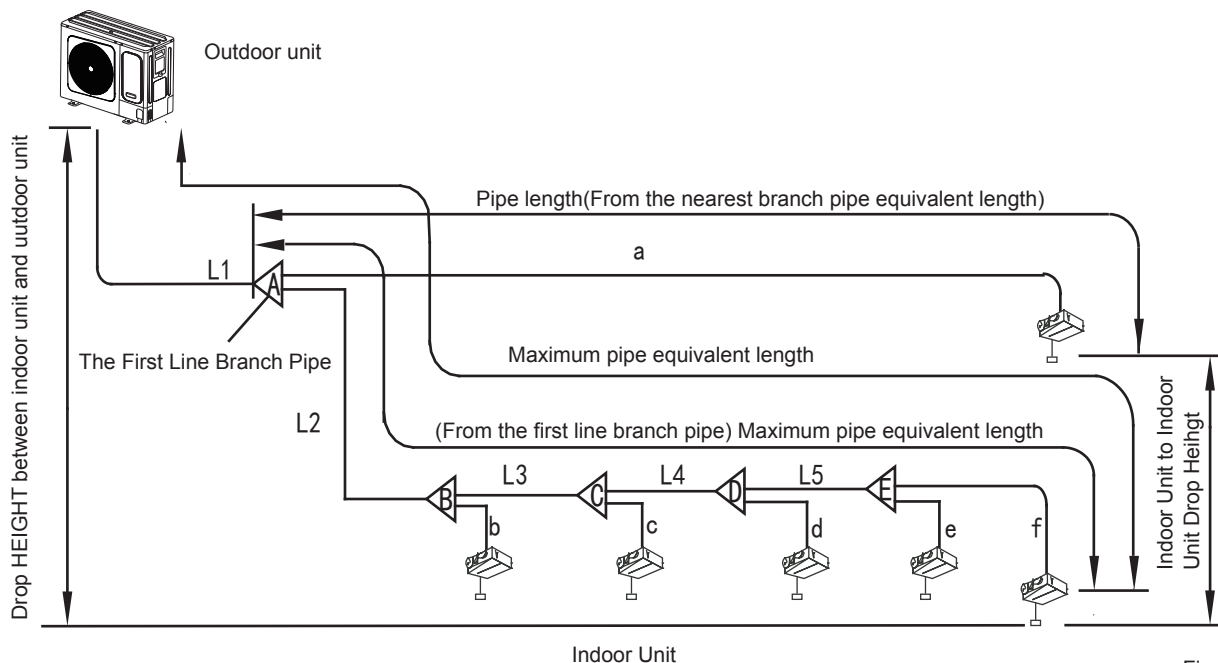 Outdoor unit
Drop HEIGHT between indoor unit and uutdoor unit
Pipe length(From the nearest branch pipe equivalent length)
a
L1
A
The First Line Branch Pipe
Maximum pipe equivalent length
L2
(From the first line branch pipe) Maximum pipe equivalent length
Indoor Unit to Indoor
Unit Drop Heihgt
L3
L4
L5
B
C
D
E
b
c
d
e
f
Indoor Unit